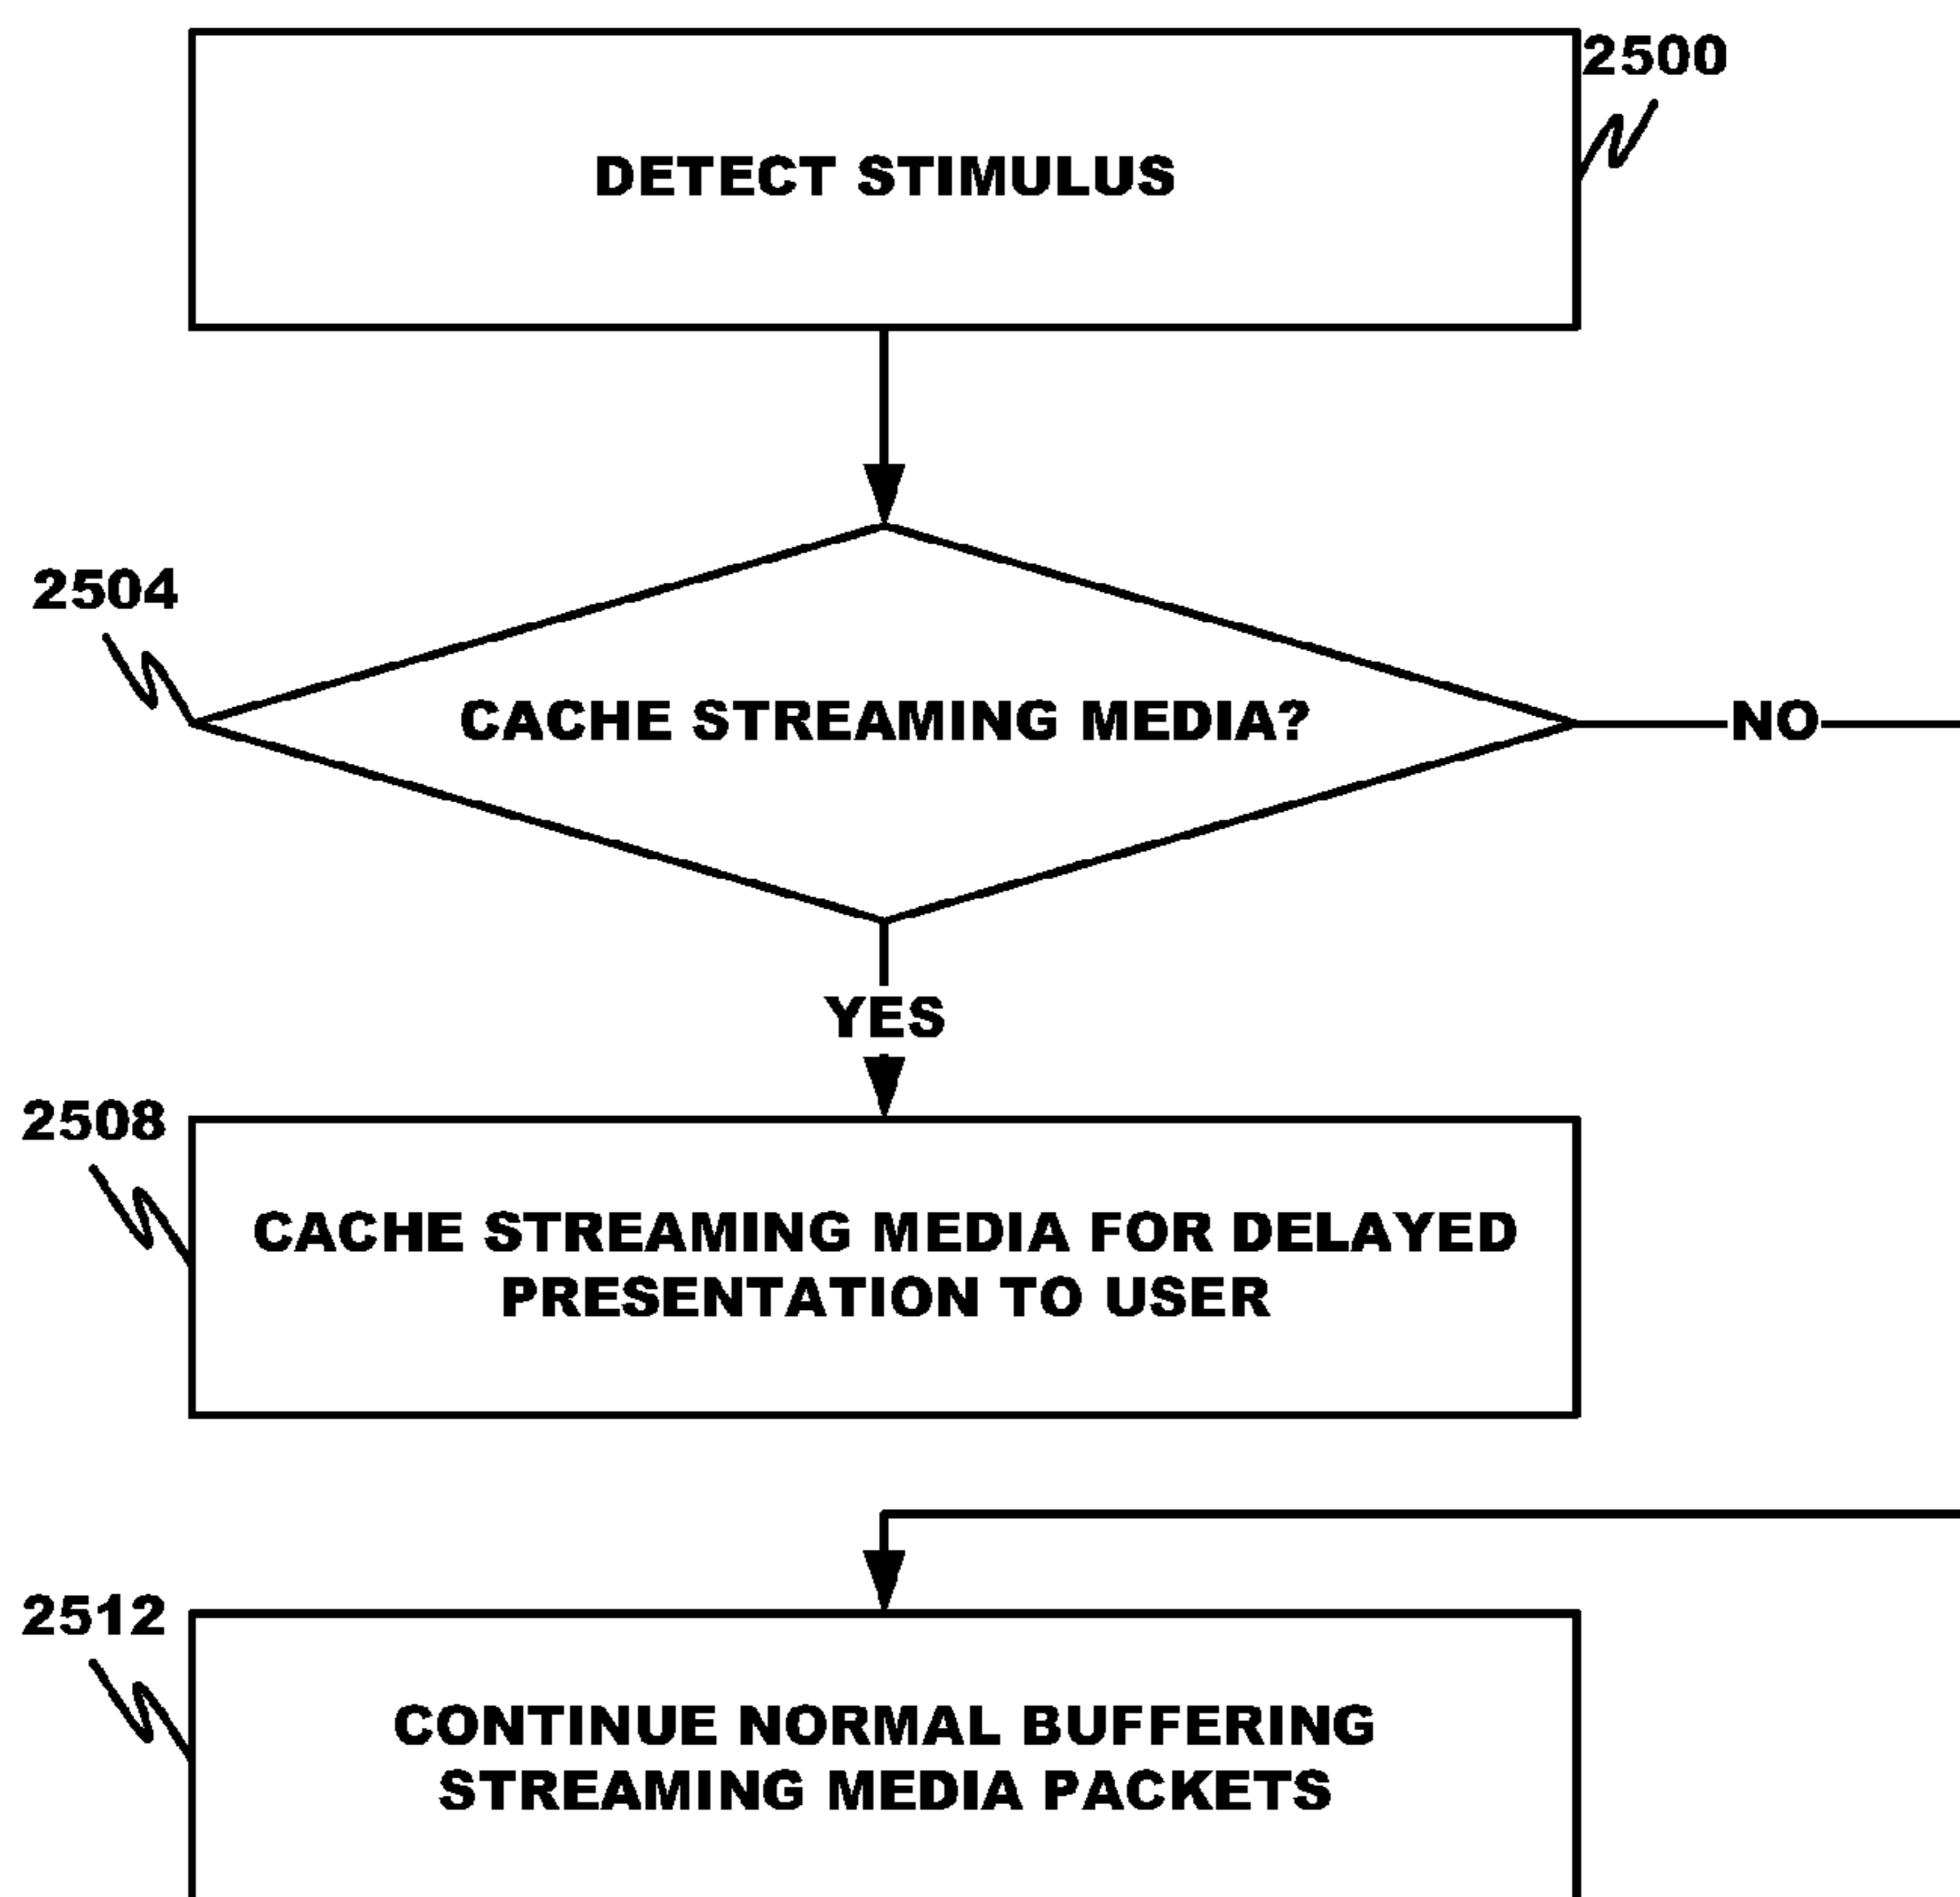 2500
DETECT STIMULUS
2504
CACHE STREAMING MEDIA?
NO
YES
2508
CACHE STREAMING MEDIA FOR DELAYED
PRESENTATION TO USER
2512
CONTINUE NORMAL BUFFERING
STREAMING MEDIA PACKETS